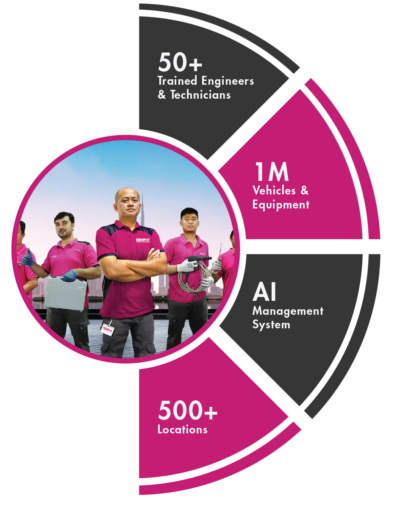 50+
Trained Engineers
& Technicians
1M
Vehicles &
Equipment
AI
Management
System
500+
Locations